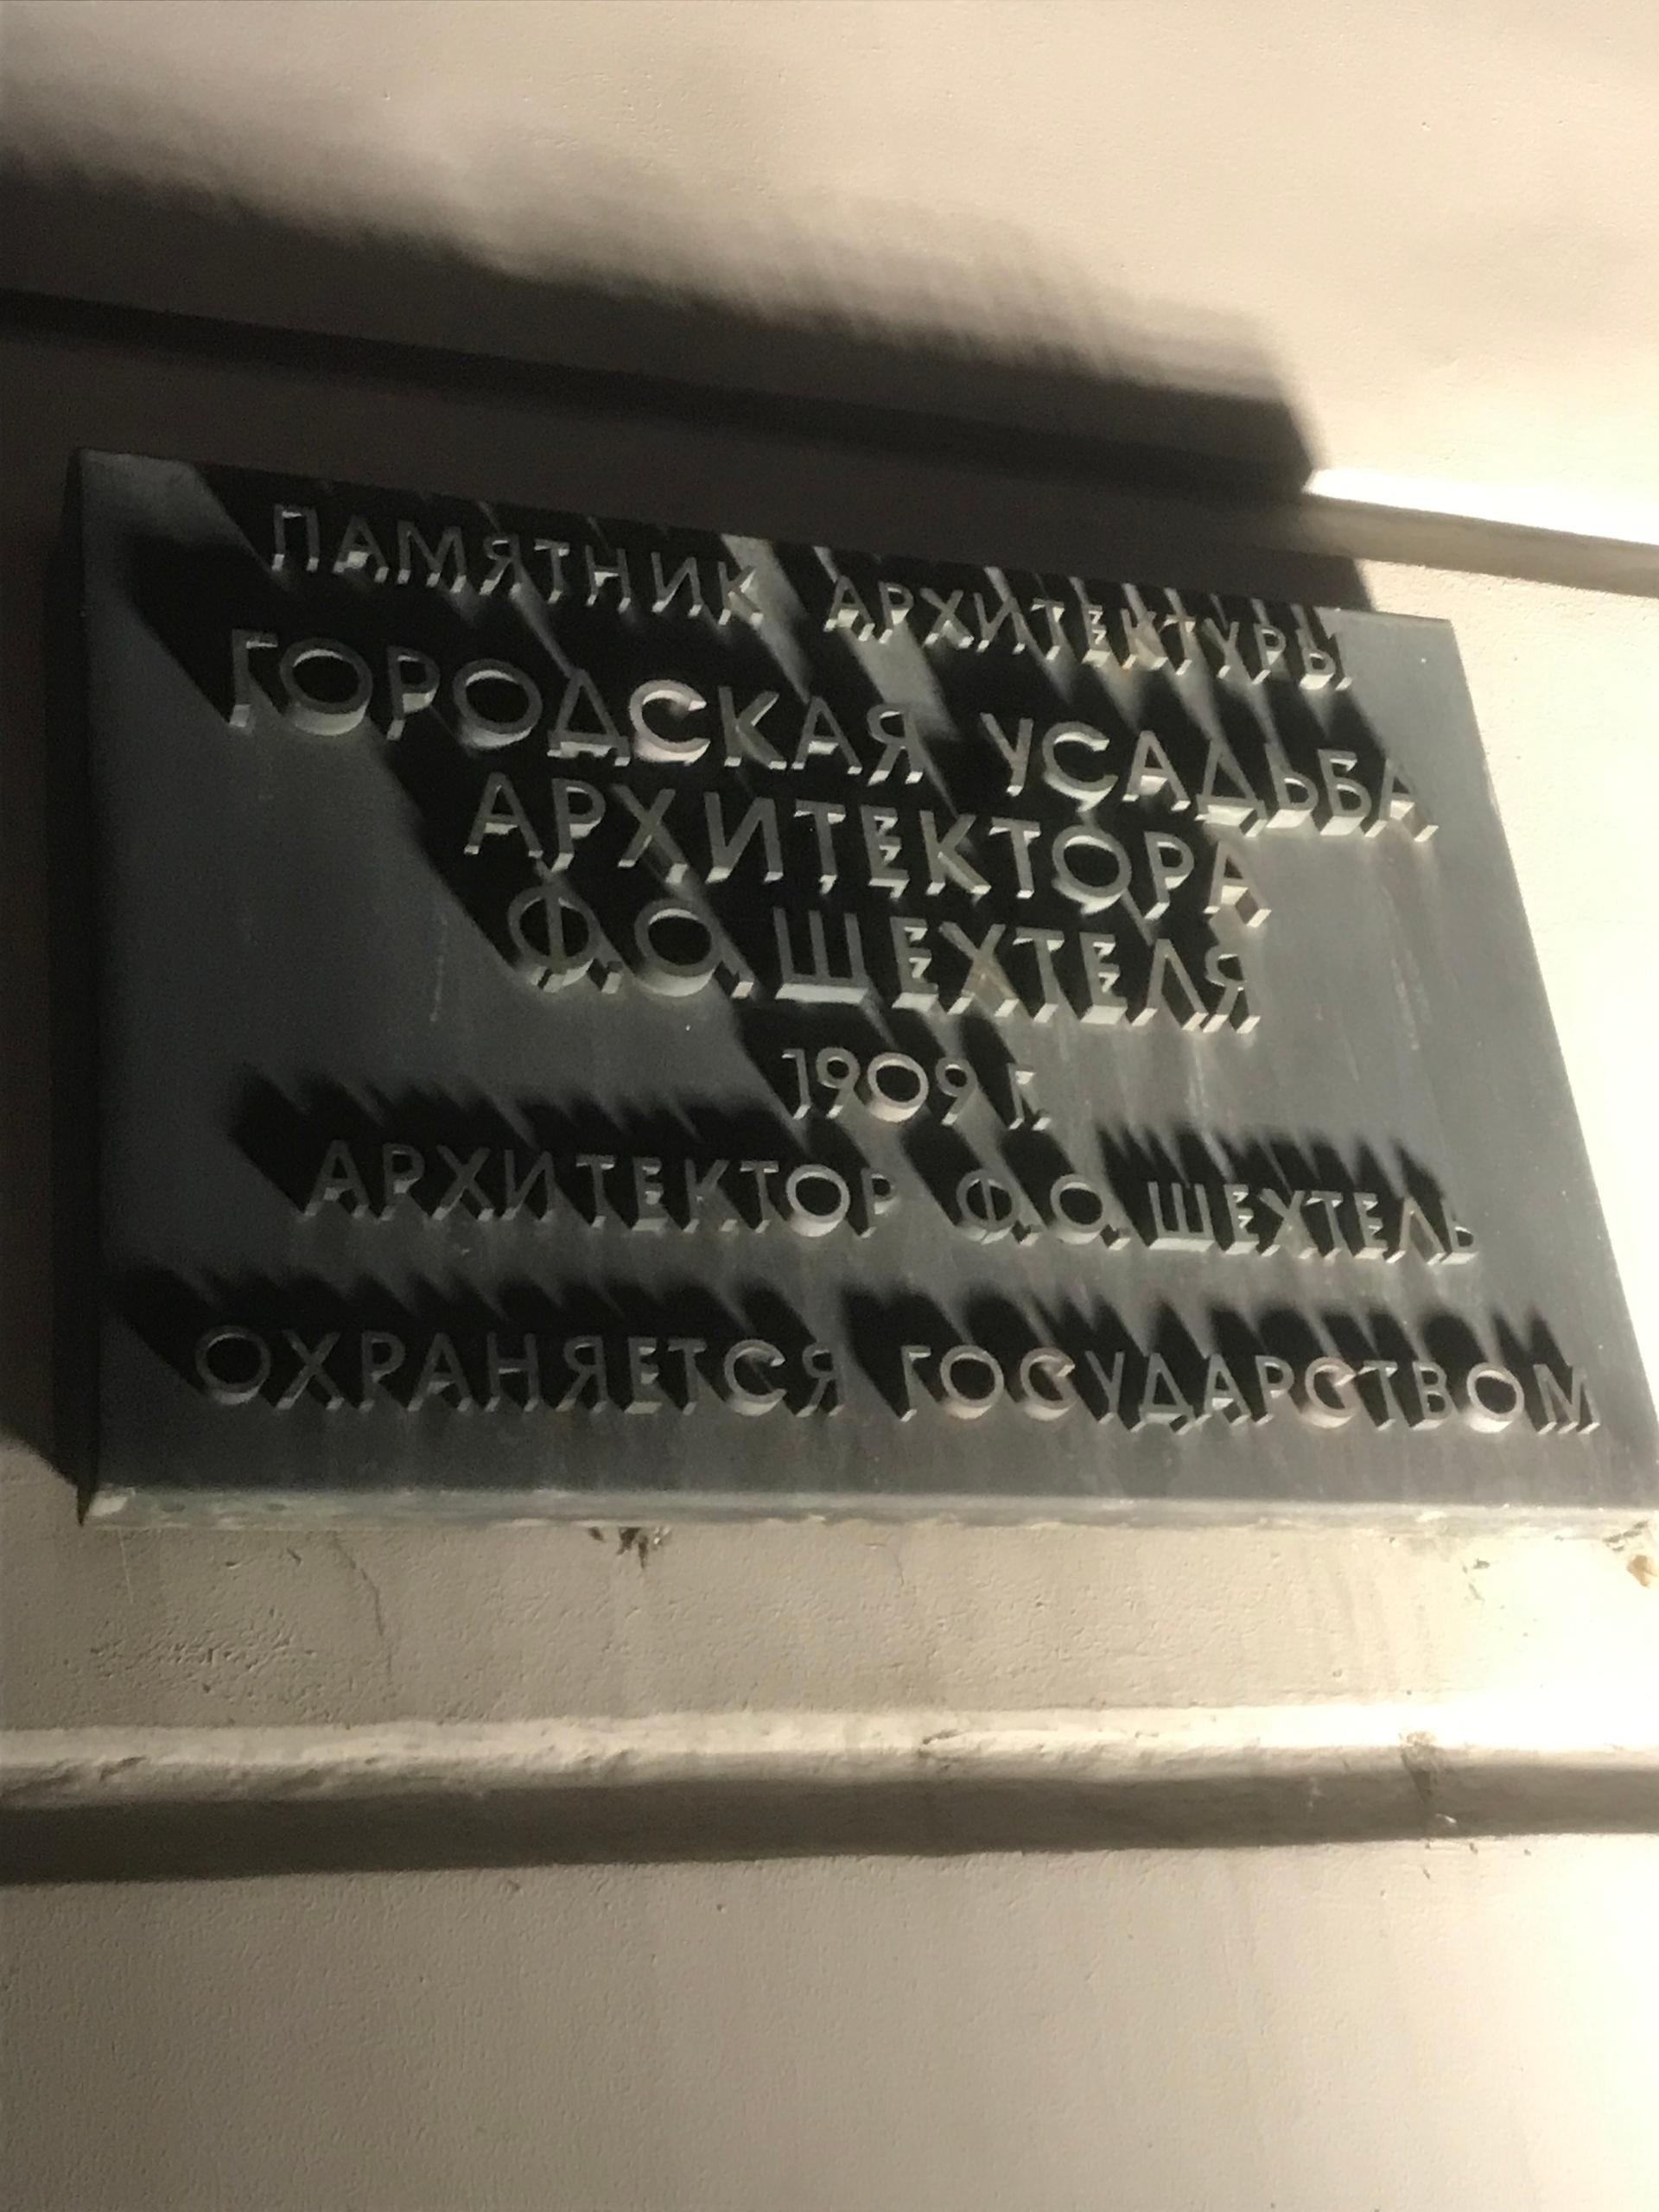 ПАМЯТНИК АРХИТЕКТУРЫ
ГОРОДСКАЯ УСАДЬБА
АРХИТЕКТОРА
Ф.О. ШЕХТЕЛЯ
1909 г.
АРХИТЕКТОР Ф.О. ШЕХТЕЛЬ
ОХРАНЯЕТСЯ ГОСУДАРСТВОМ